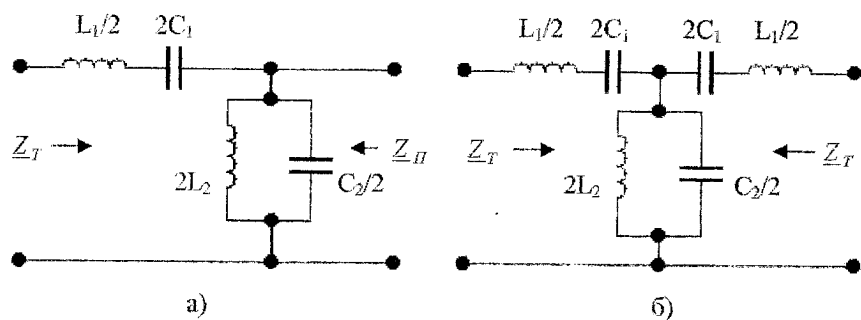 L₁/2 2C₁
Z_T
2L₂
C₂/2
Z_П
а)
L₁/2 2C₁ 2C₁ L₁/2
Z_T
2L₂
C₂/2
Z_T
б)